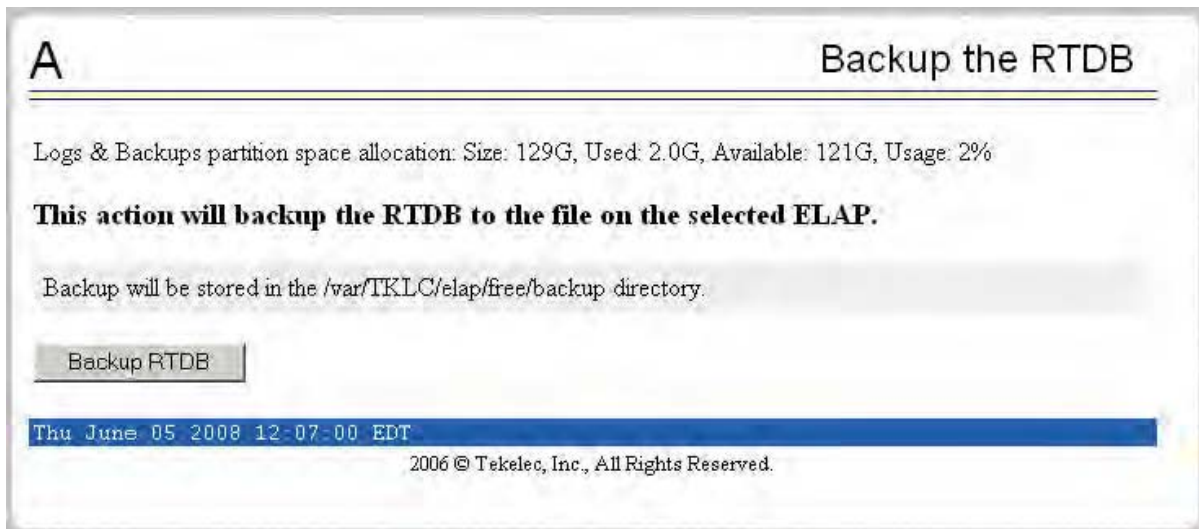 A Backup the RTDB
Logs & Backups partition space allocation: Size: 129G, Used: 2.0G, Available: 121G, Usage: 2%
This action will backup the RTDB to the file on the selected ELAP.
Backup will be stored in the /var/TKLC/elap/free/backup directory.
Backup RTDB
Thu June 05 2008 12:07:00 EDT
2006 © Tekelec, Inc., All Rights Reserved.